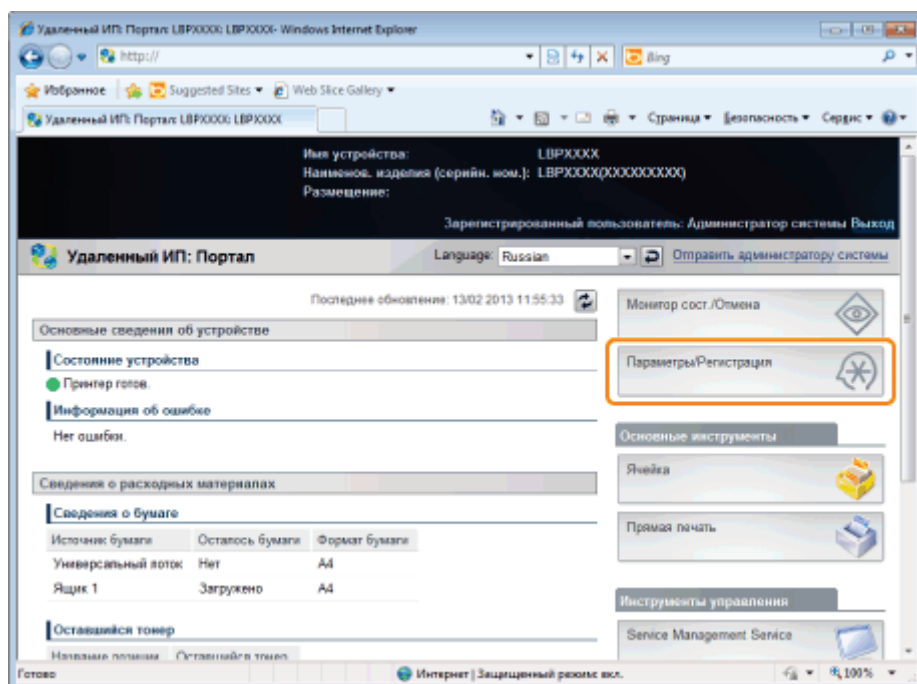 Удаленный ИП: Портал: LBPXXXX: LBPXXXX- Windows Internet Explorer
http://
Bing
Избранное Suggested Sites Web Slice Gallery
Удаленный ИП: Портал: LBPXXXX: LBPXXXX
Страница Безопасность Сервис
Имя устройства: LBPXXXX
Наименов. изделия (серийн. ном.): LBPXXXX(XXXXXXXXX)
Размещение:
Зарегистрированный пользователь: Администратор системы Выход
Удаленный ИП: Портал
Language: Russian
Отправить администратору системы
Последнее обновление: 13/02 2013 11:55:33
Основные сведения об устройстве
Состояние устройства
Принтер готов.
Информация об ошибке
Нет ошибки.
Сведения о расходных материалах
Сведения о бумаге
Источник бумаги Осталось бумаги Формат бумаги
Универсальный лоток Нет A4
Ящик 1 Загружено A4
Оставшийся тонер
Название позиции Оставшийся тонер
Монитор сост./Отмена
Параметры/Регистрация
Основные инструменты
Ячейка
Прямая печать
Инструменты управления
Service Management Service
Готово
Интернет | Защищенный режим: вкл.
100%